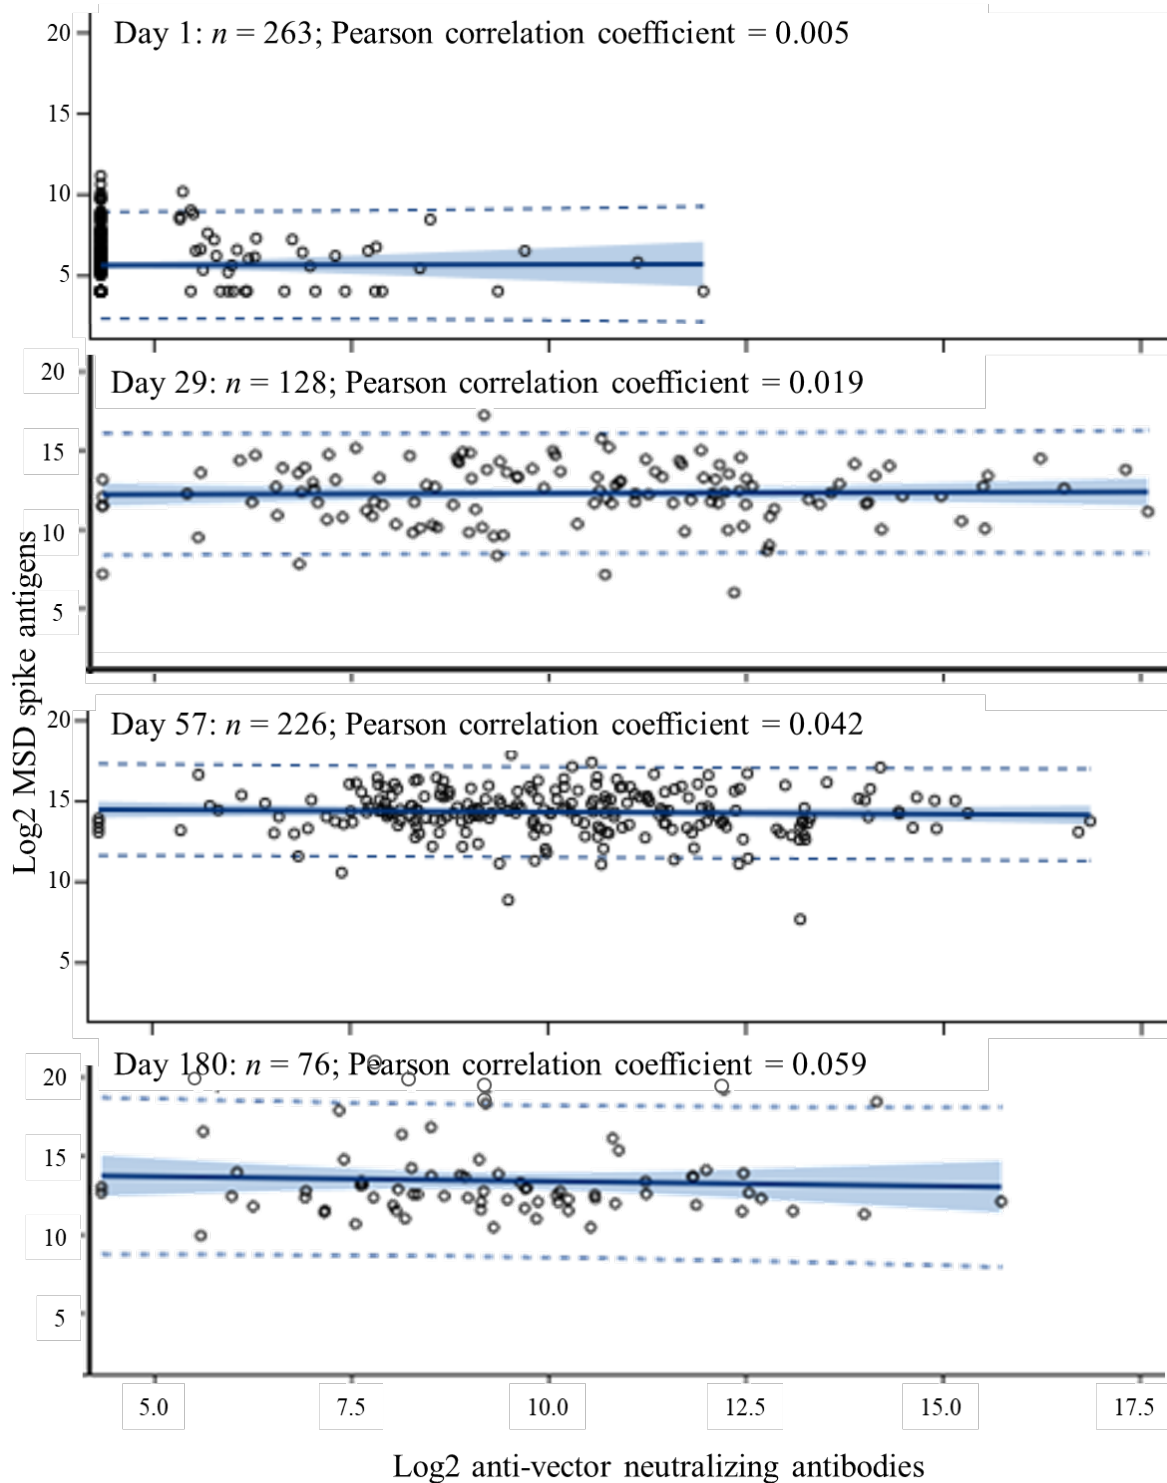 Log2 MSD spike antigens
Day 1: n = 263; Pearson correlation coefficient = 0.005
20
15
10
5
Day 29: n = 128; Pearson correlation coefficient = 0.019
20
15
10
5
Day 57: n = 226; Pearson correlation coefficient = 0.042
20
15
10
5
Day 180: n = 76; Pearson correlation coefficient = 0.059
20
15
10
5
5.0 7.5 10.0 12.5 15.0 17.5
Log2 anti-vector neutralizing antibodies